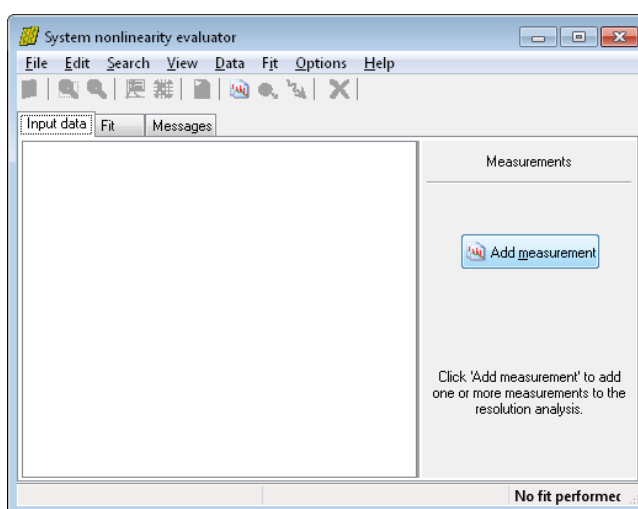 System nonlinearity evaluator
File Edit Search View Data Fit Options Help
Input data Fit Messages
Measurements
Add measurement
Click 'Add measurement' to add
one or more measurements to the
resolution analysis.
No fit performec